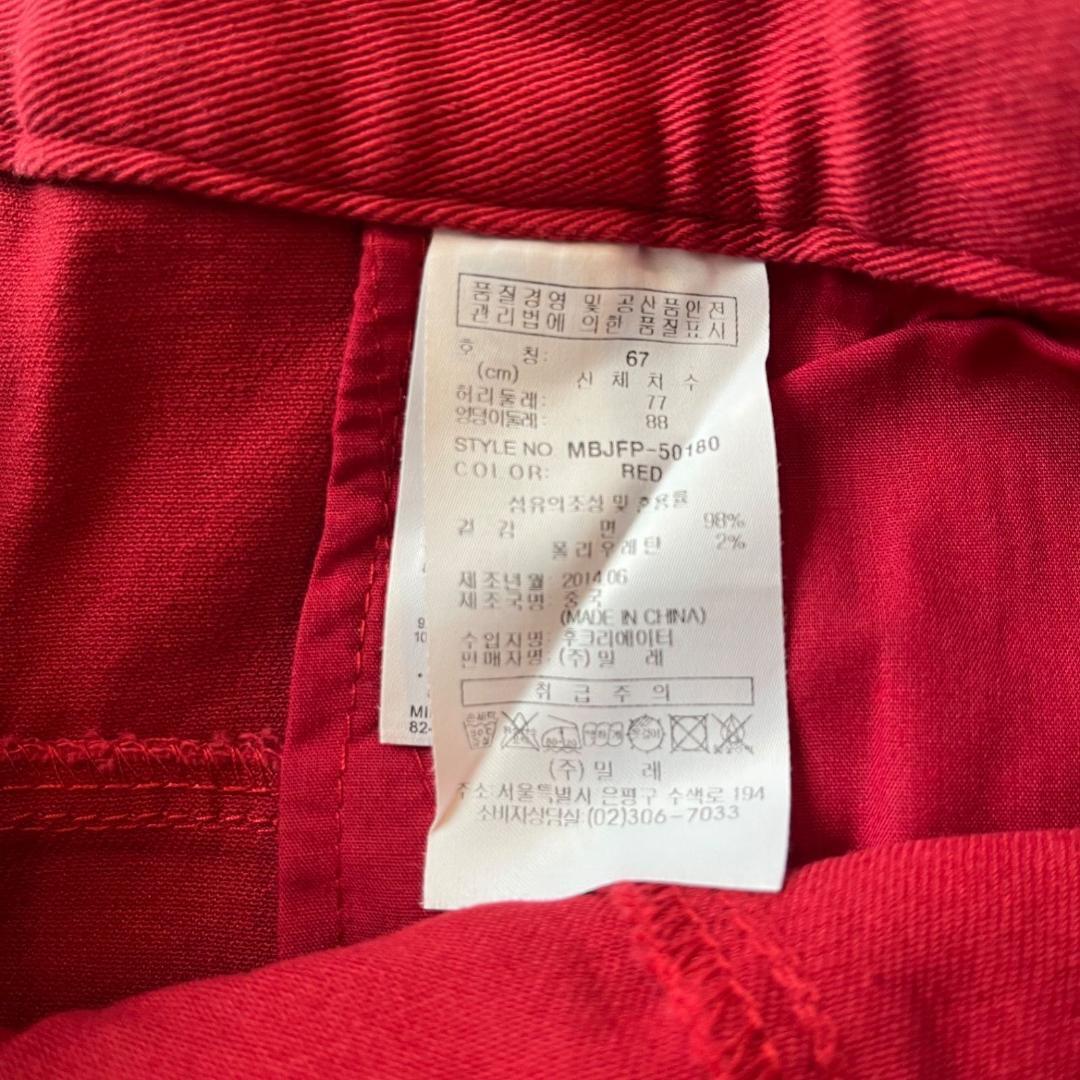 품질경영 및 공산품안전
관리법에 의한 품질표시
호 칭: 67
(cm) 신 체 치 수
허리둘레: 77
엉덩이둘레: 88
STYLE NO MBJFP-50180
COLOR: RED
섬유의조성 및 혼용률
겉 감 면 98%
폴리우레탄 2%
제조년월: 2014.06
제조국명: 중국
(MADE IN CHINA)
수입자명: 후크리에이터
판매자명: (주)밀 레
취 급 주 의
(주)밀 레
주소:서울특별시 은평구 수색로 194
소비자상담실:(02)306-7033
9
10
MI
82-